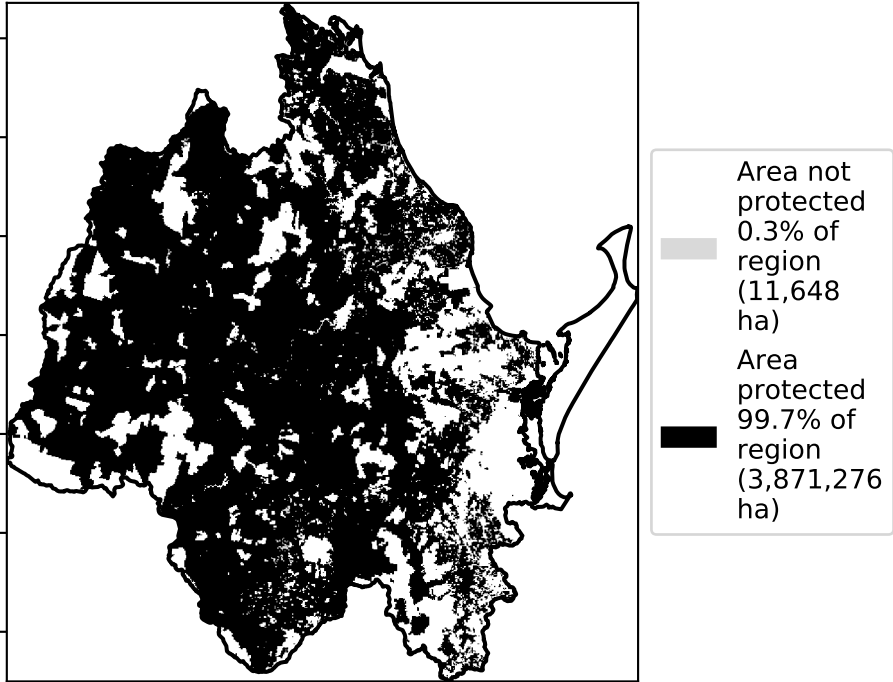 Area not
protected
0.3% of
region
(11,648
ha)
Area
protected
99.7% of
region
(3,871,276
ha)